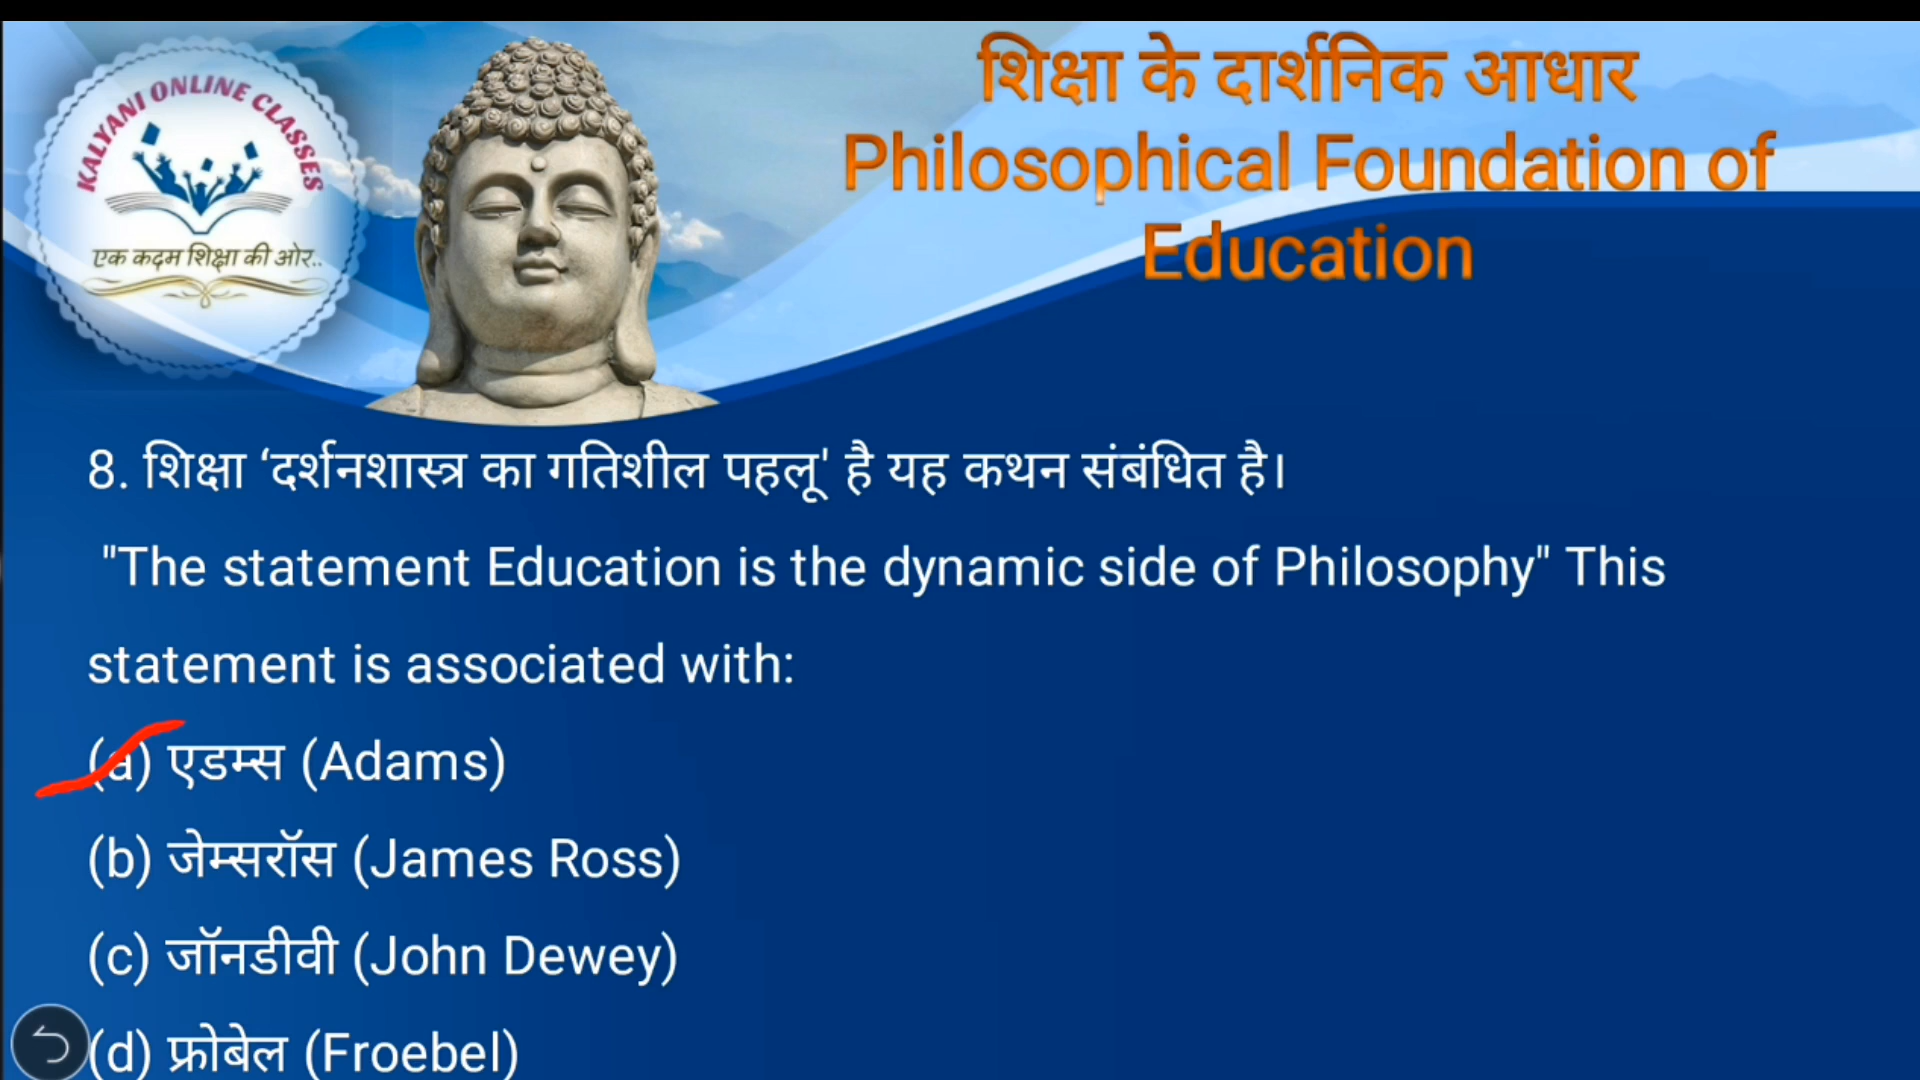 KALYANI ONLINE CLASSES
एक कदम शिक्षा की ओर..
शिक्षा के दार्शनिक आधार
Philosophical Foundation of
Education
8. शिक्षा ‘दर्शनशास्त्र का गतिशील पहलू' है यह कथन संबंधित है।
"The statement Education is the dynamic side of Philosophy" This
statement is associated with:
(a) एडम्स (Adams)
(b) जेम्सरॉस (James Ross)
(c) जॉनडीवी (John Dewey)
(d) फ्रोबेल (Froebel)